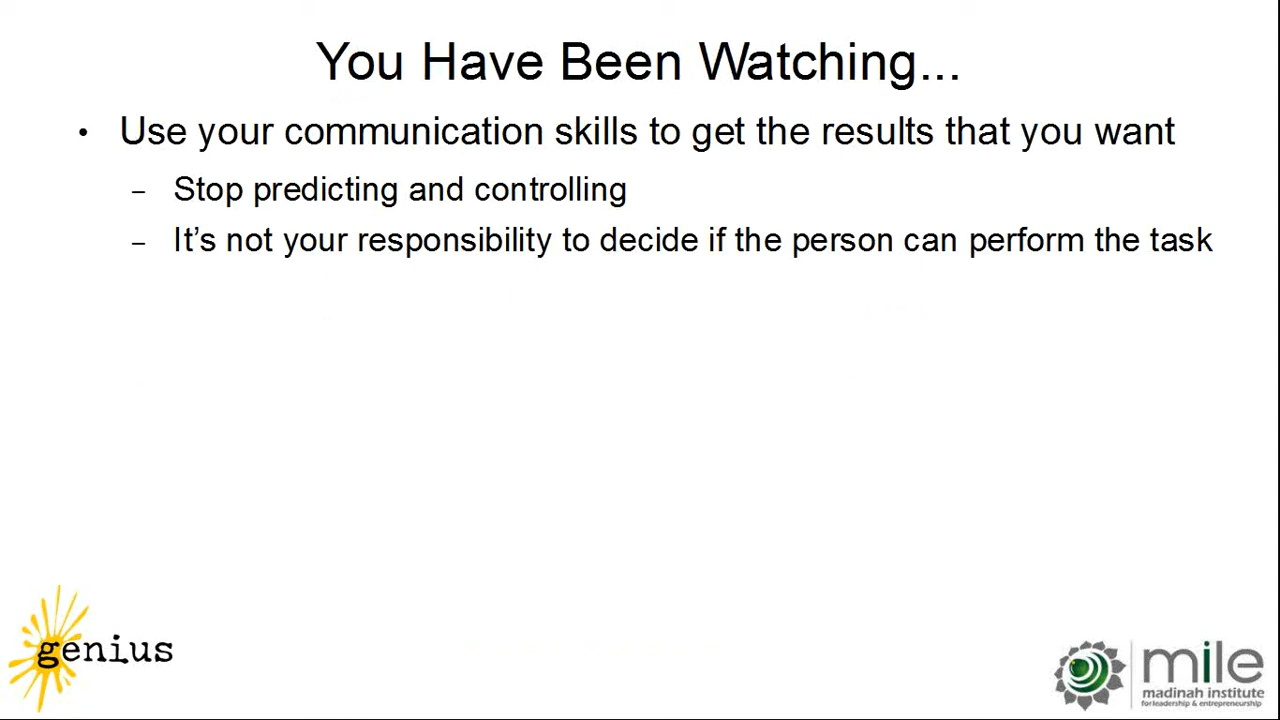 You Have Been Watching...
• Use your communication skills to get the results that you want
– Stop predicting and controlling
– It’s not your responsibility to decide if the person can perform the task
genius
mile
madinah institute
for leadership & entrepreneurship